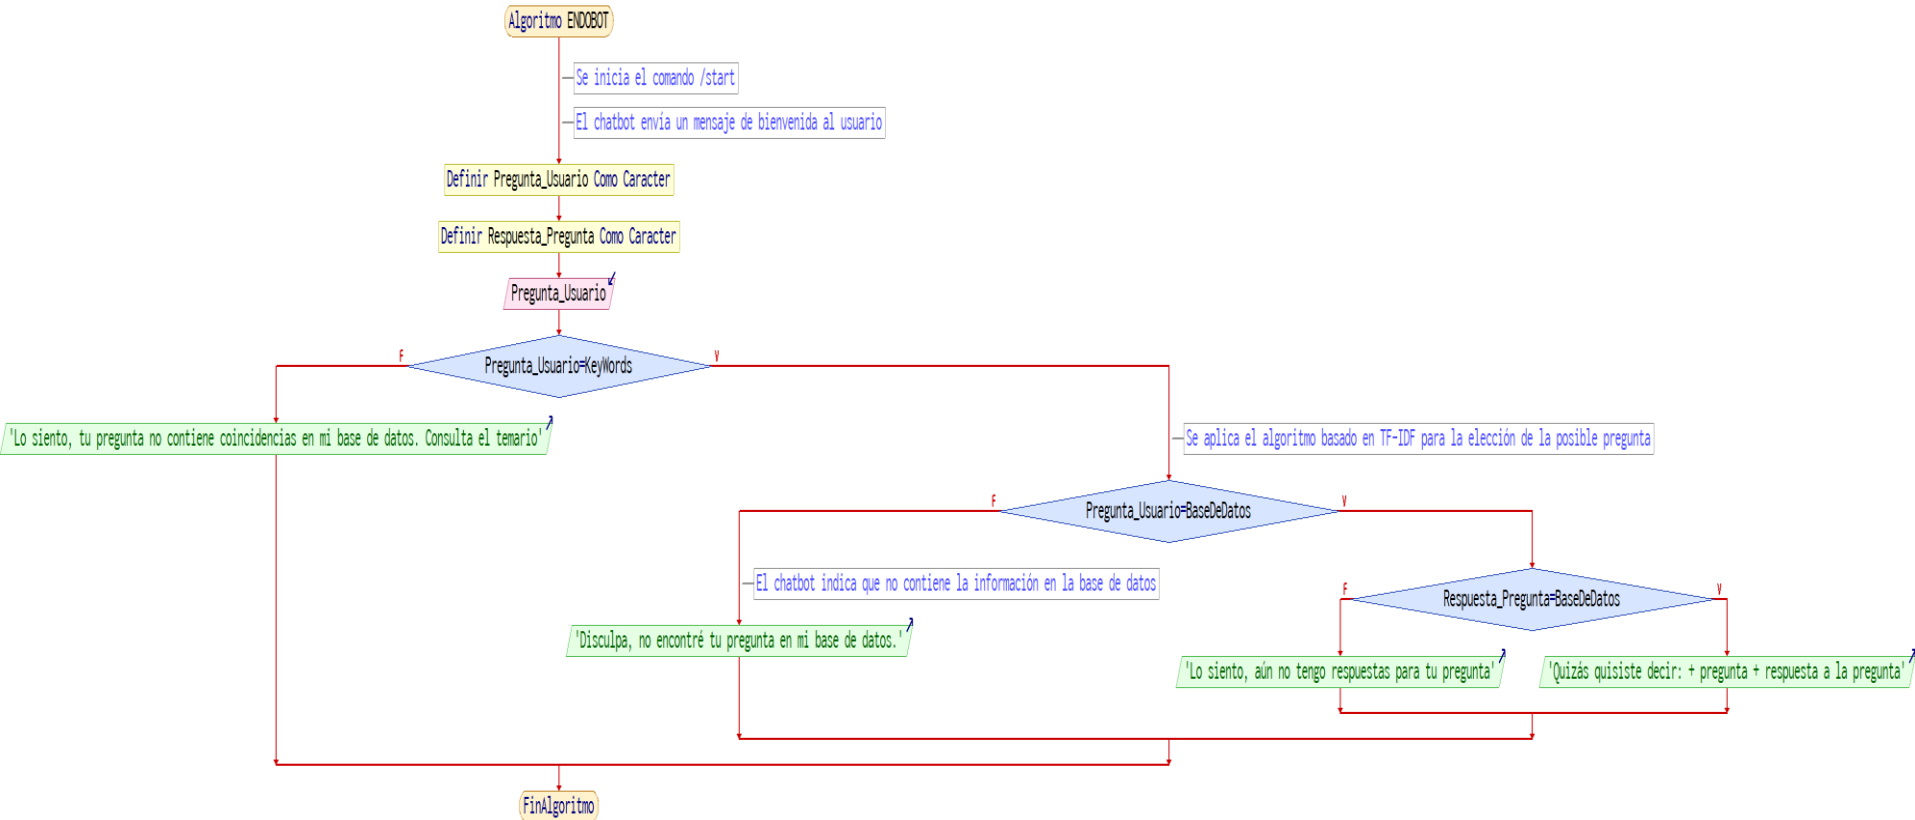 Algoritmo ENDOBOT
Se inicia el comando /start
El chatbot envía un mensaje de bienvenida al usuario
Definir Pregunta_Usuario Como Caracter
Definir Respuesta_Pregunta Como Caracter
Pregunta_Usuario
F
V
Pregunta_Usuario=KeyWords
'Lo siento, tu pregunta no contiene coincidencias en mi base de datos. Consulta el temario'
Se aplica el algoritmo basado en TF-IDF para la elección de la posible pregunta
F
V
Pregunta_Usuario=BaseDeDatos
El chatbot indica que no contiene la información en la base de datos
F
V
Respuesta_Pregunta=BaseDeDatos
'Disculpa, no encontré tu pregunta en mi base de datos.'
'Lo siento, aún no tengo respuestas para tu pregunta'
'Quizás quisiste decir: + pregunta + respuesta a la pregunta'
FinAlgoritmo